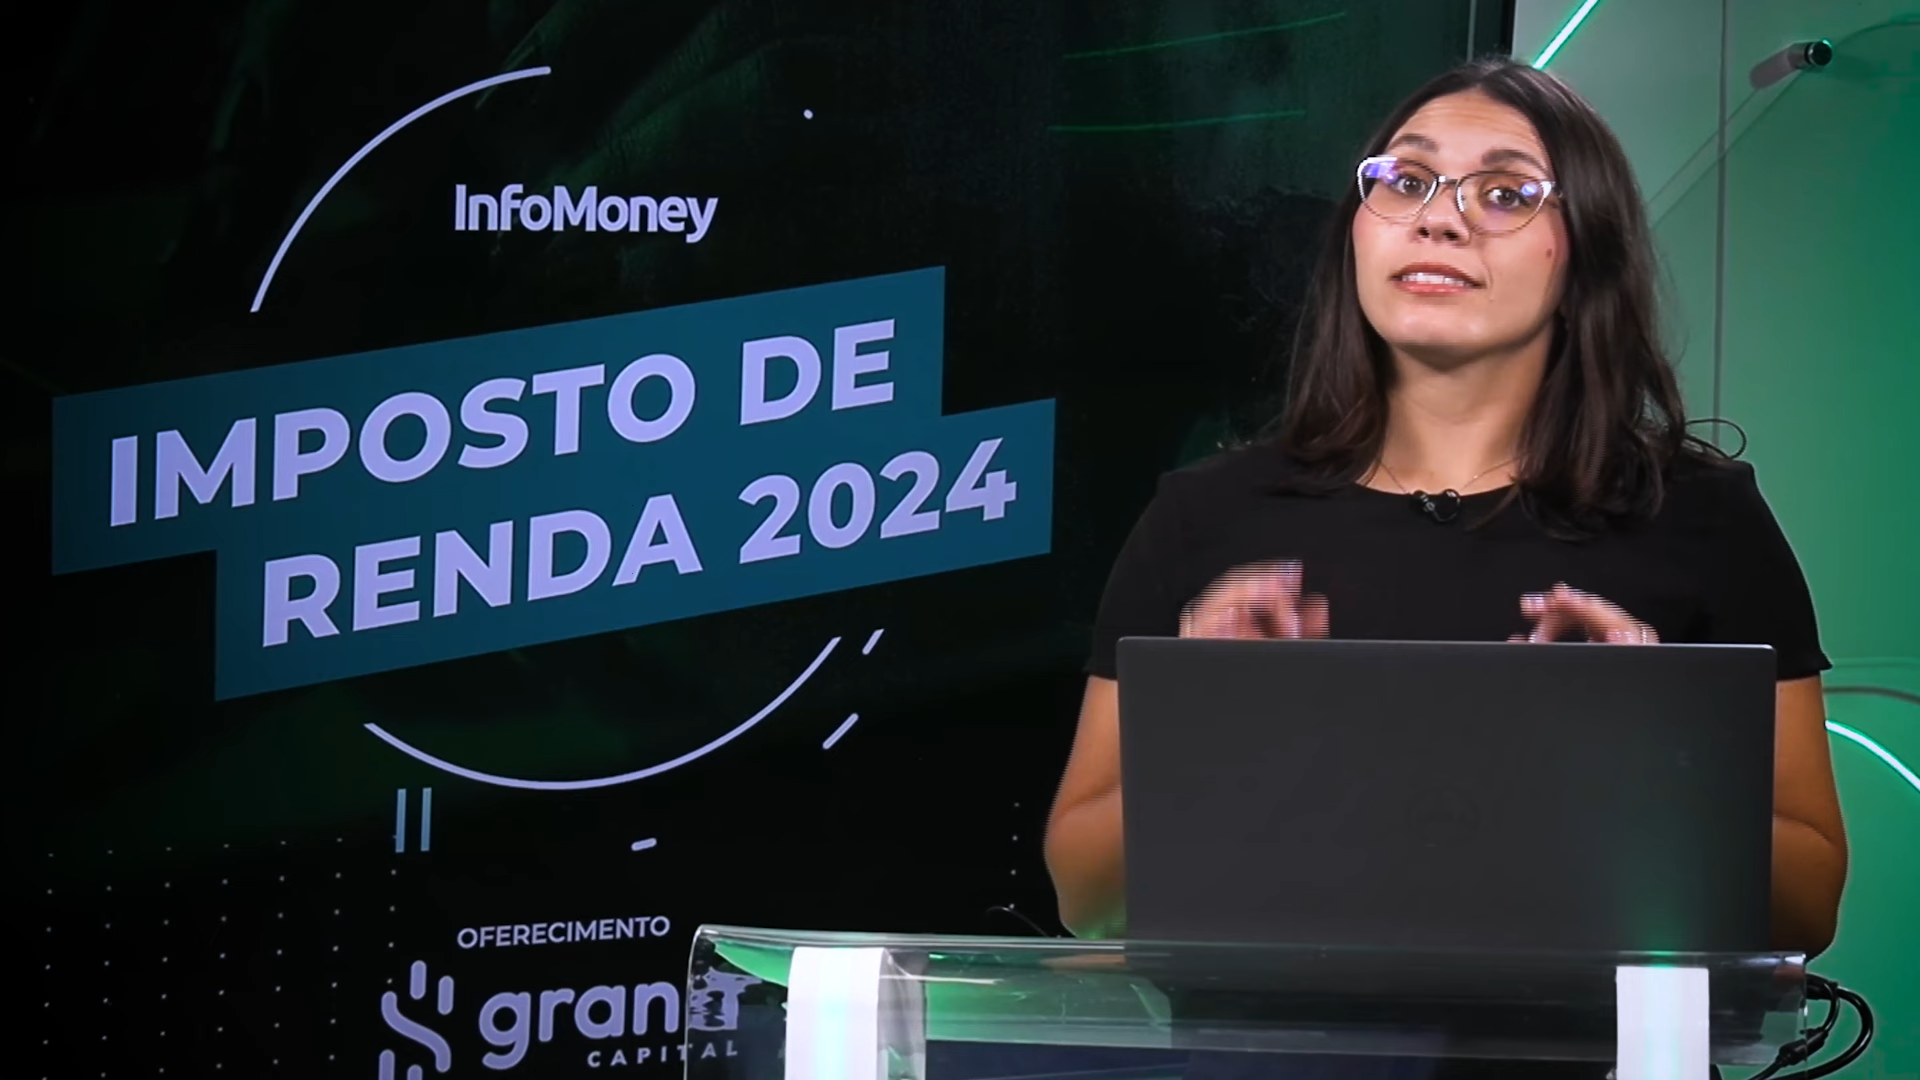 InfoMoney
IMPOSTO DE
RENDA 2024
OFERECIMENTO
CAPITAL